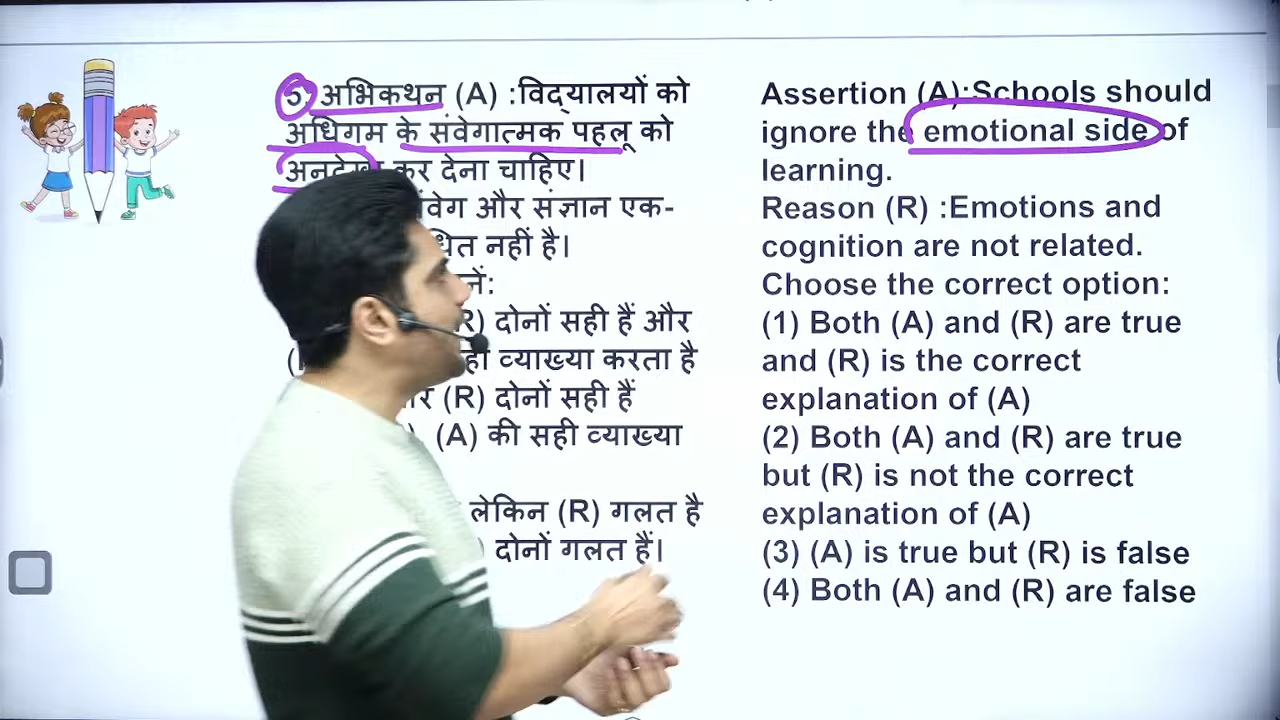 5. अभिकथन (A) :विद्यालयों को
अधिगम के संवेगात्मक पहलू को
कर देना चाहिए।
और संज्ञान एक-
नहीं है।
दोनों सही हैं और
व्याख्या करता है
(R) दोनों सही हैं
(A) की सही व्याख्या
लेकिन (R) गलत है
दोनों गलत हैं।
Assertion (A):Schools should
ignore the emotional side of
learning.
Reason (R) :Emotions and
cognition are not related.
Choose the correct option:
(1) Both (A) and (R) are true
and (R) is the correct
explanation of (A)
(2) Both (A) and (R) are true
but (R) is not the correct
explanation of (A)
(3) (A) is true but (R) is false
(4) Both (A) and (R) are false